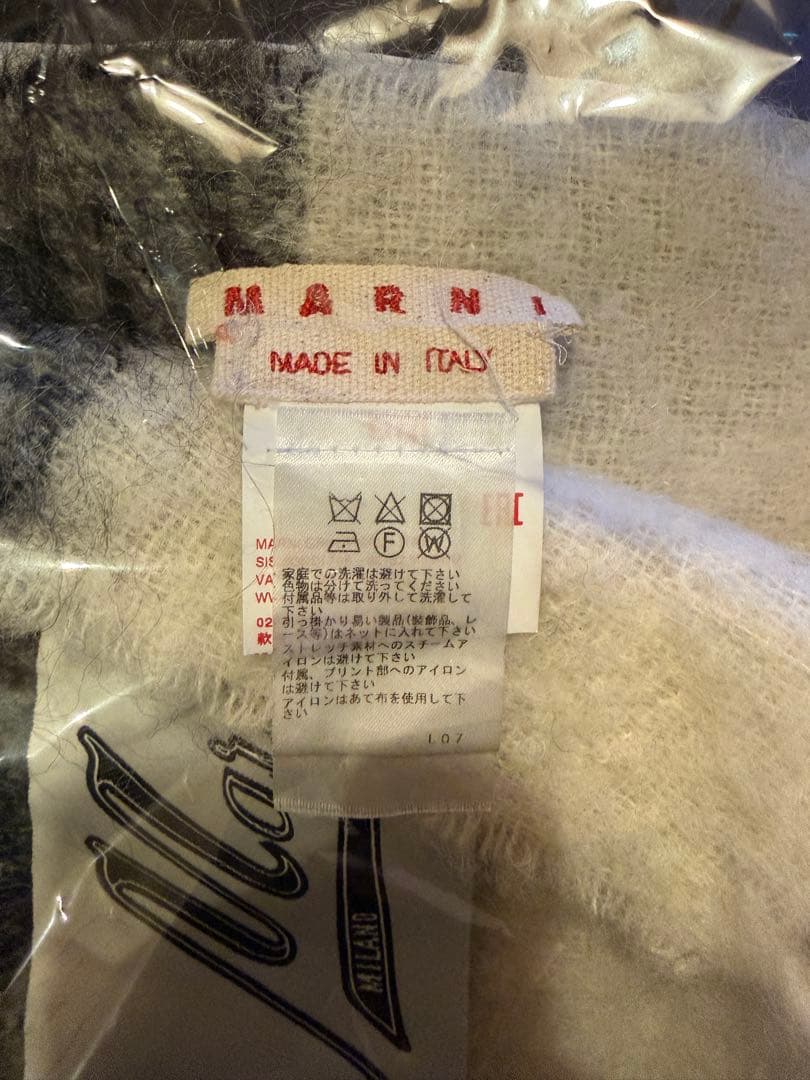 MARNI
MADE IN ITALY
F
W
MA
SIS
VA
WV
02
軟
家庭での洗濯は避けて下さい
色物は分けて洗ってください
付属品等は取り外して洗濯して
下さい
引っ掛かり易い製品(装飾品、レ
ース等)はネットに入れて下さい
ストレッチ素材へのスチームア
イロンは避けて下さい
付属、プリント部へのアイロン
は避けて下さい
アイロンはあて布を使用して下
さい
L07
Mar
MILANO